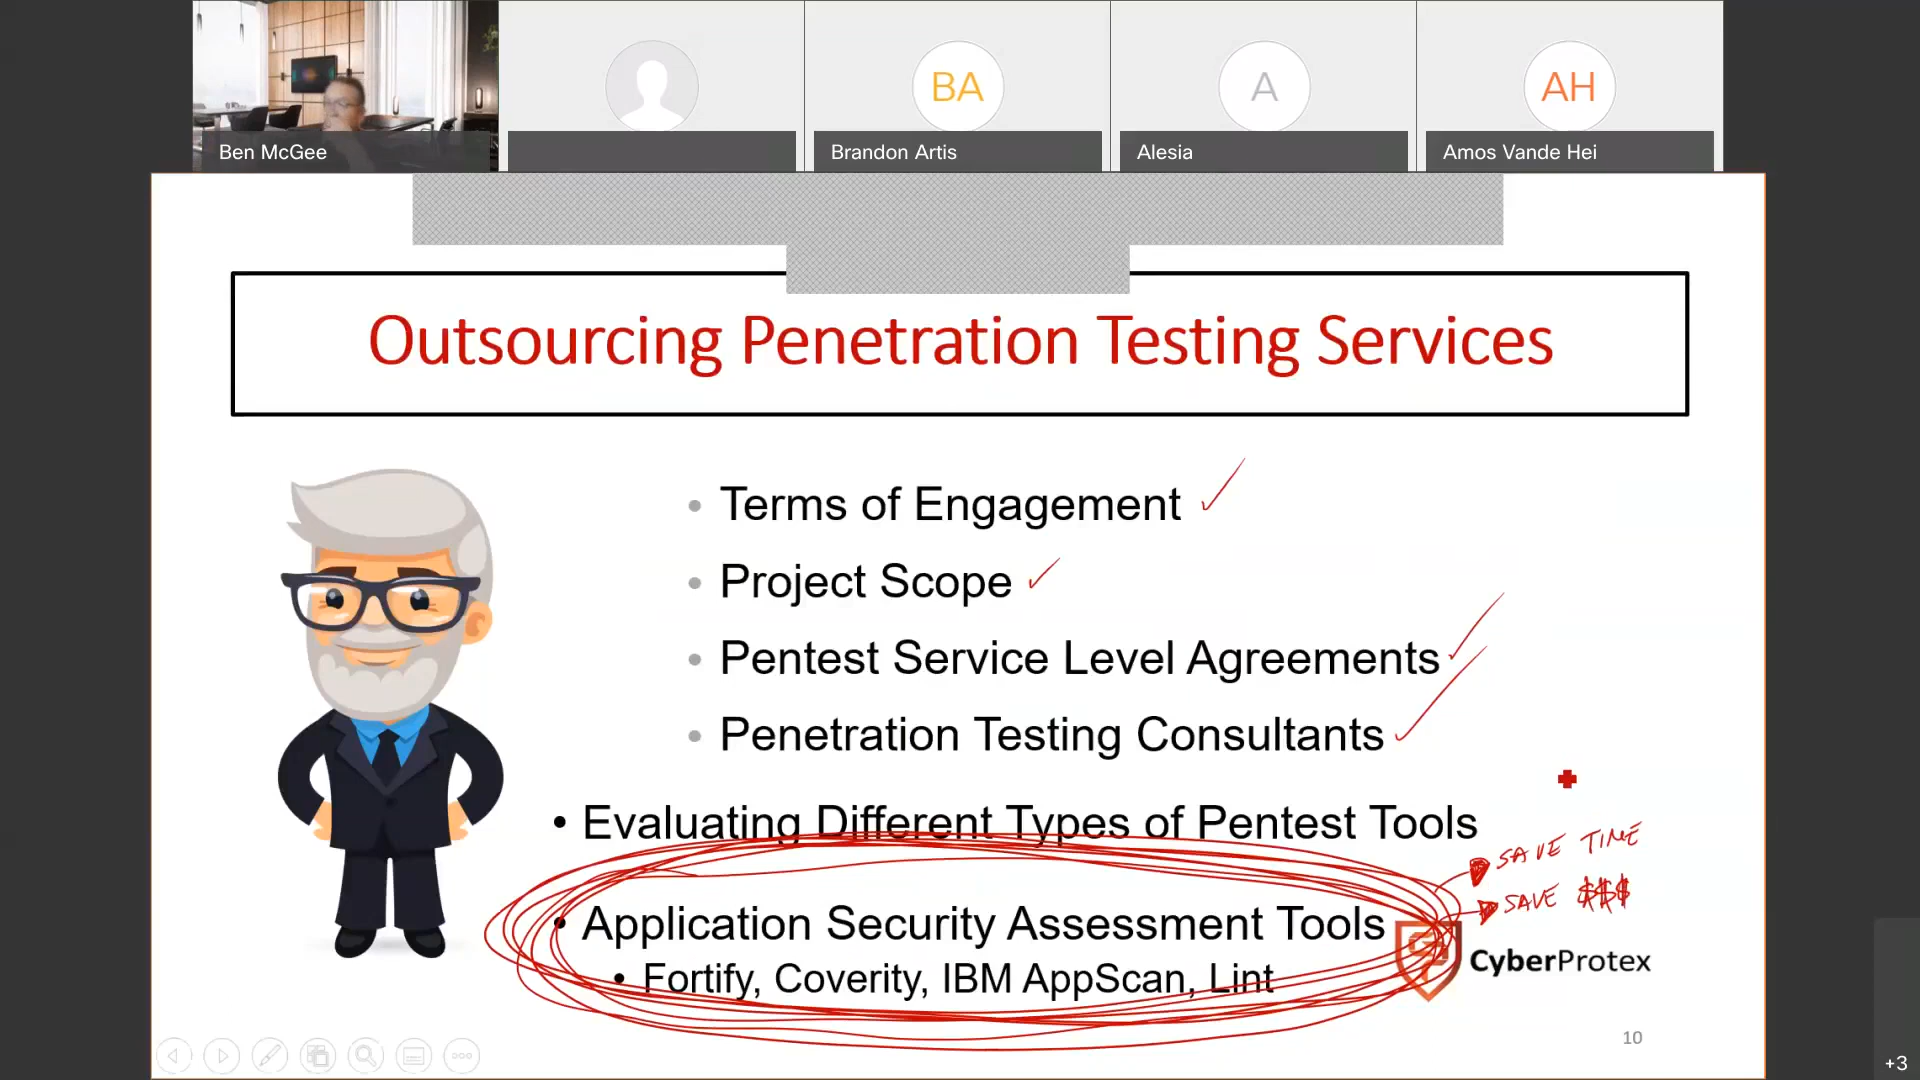 BA
A
AH
Ben McGee
Brandon Artis
Alesia
Amos Vande Hei
Outsourcing Penetration Testing Services
• Terms of Engagement
• Project Scope
• Pentest Service Level Agreements
• Penetration Testing Consultants
• Evaluating Different Types of Pentest Tools
SAVE TIME
SAVE $$$
• Application Security Assessment Tools
• Fortify, Coverity, IBM AppScan, Lint
CyberProtex
10
+3